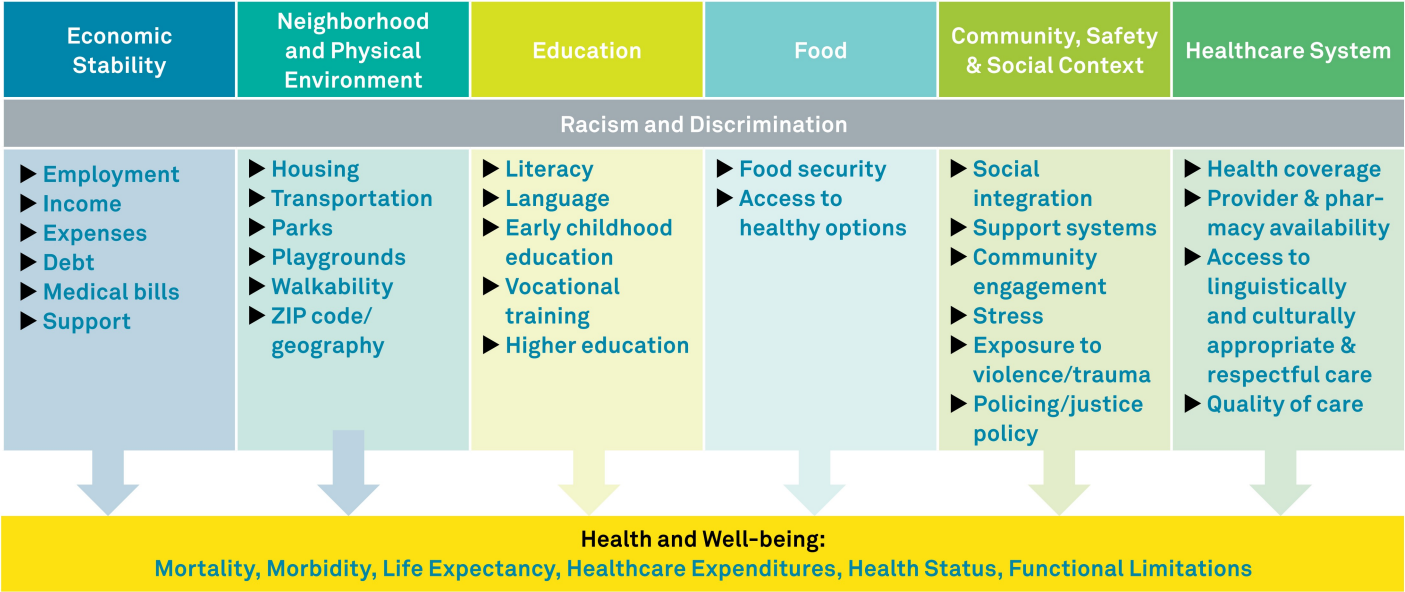 Economic
Stability
Neighborhood
and Physical
Environment
Education
Food
Community, Safety
& Social Context
Healthcare System
Racism and Discrimination
▶ Employment
▶ Income
▶ Expenses
▶ Debt
▶ Medical bills
▶ Support
▶ Housing
▶ Transportation
▶ Parks
▶ Playgrounds
▶ Walkability
▶ ZIP code/
geography
▶ Literacy
▶ Language
▶ Early childhood
education
▶ Vocational
training
▶ Higher education
▶ Food security
▶ Access to
healthy options
▶ Social
integration
▶ Support systems
▶ Community
engagement
▶ Stress
▶ Exposure to
violence/trauma
▶ Policing/justice
policy
▶ Health coverage
▶ Provider & phar-
macy availability
▶ Access to
linguistically
and culturally
appropriate &
respectful care
▶ Quality of care
Health and Well-being:
Mortality, Morbidity, Life Expectancy, Healthcare Expenditures, Health Status, Functional Limitations